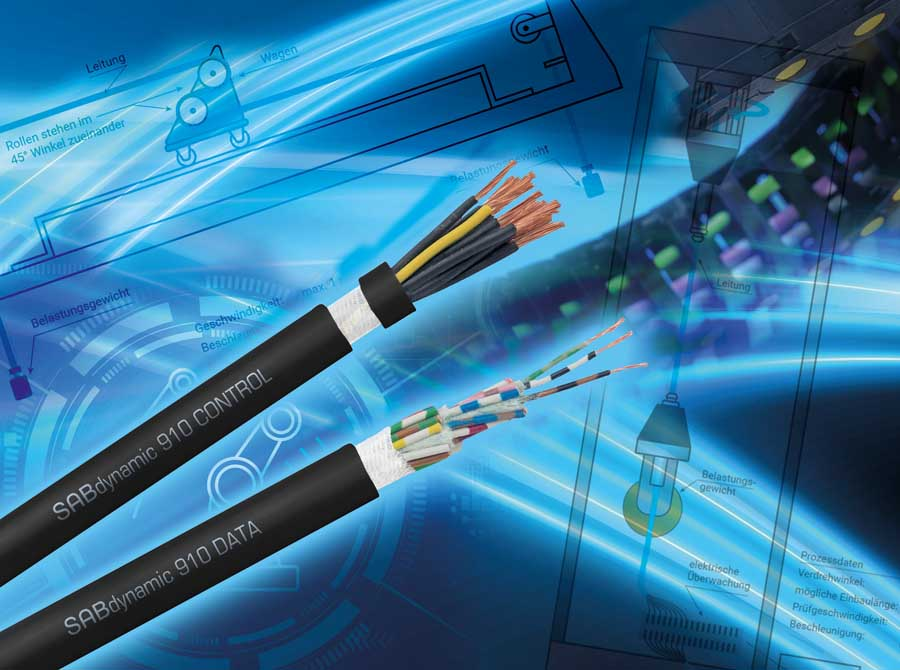 Leitung
Wagen
Rollen stehen im
45° Winkel zueinander
Belastungsgewicht
Belastungsgewicht
Geschwindigkeit: max. 1
Leitung
SABdynamic 910 CONTROL
SABdynamic 910 DATA
Belastungs-
gewicht
elektrische
Überwachung
Prozessdaten
Verdrehwinkel:
mögliche Einbaulänge:
Prüfgeschwindigkeit:
Beschleunigung: